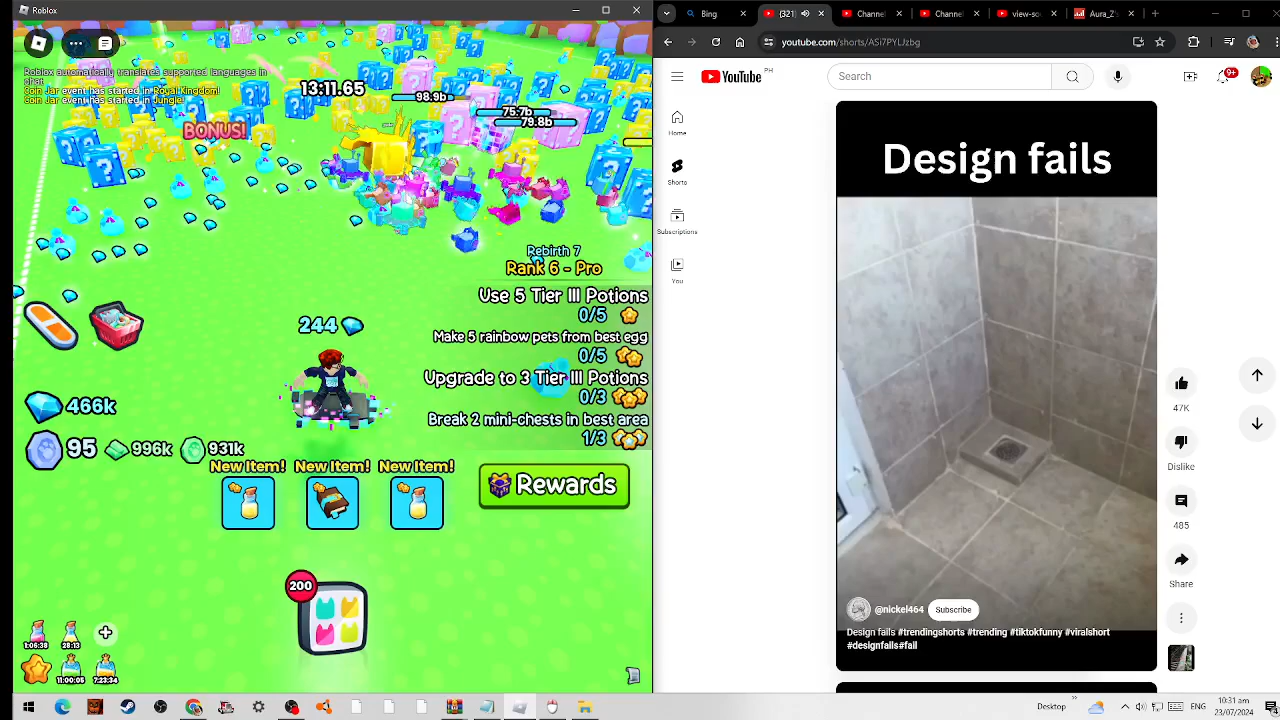 Roblox
Roblox automatically translates supported languages in
chat.
Coin Jar event has started in Royal Kingdom!
Coin Jar event has started in Jungle!
BONUS!
13:11.65
98.9b
75.7b
79.8b
Rebirth 7
Rank 6 - Pro
Use 5 Tier III Potions
0/5
Make 5 rainbow pets from best egg
0/5
Upgrade to 3 Tier III Potions
0/3
Break 2 mini-chests in best area
1/3
244
466k
95
996k
931k
New Item!
New Item!
New Item!
Rewards
200
1:06:38
28:13
11:00:05
7:23:34
Bing
(321)
Channel
Channel
view-so
Aura_Z's
youtube.com/shorts/ASi7PYLJzbg
YouTube
PH
Search
9+
Home
Shorts
Subscriptions
You
Design fails
@nickel464
Subscribe
Design fails #trendingshorts #trending #tiktokfunny #viralshort
#designfails#fail
47K
Dislike
485
Share
Desktop
ENG
10:31 am
23/07/2024